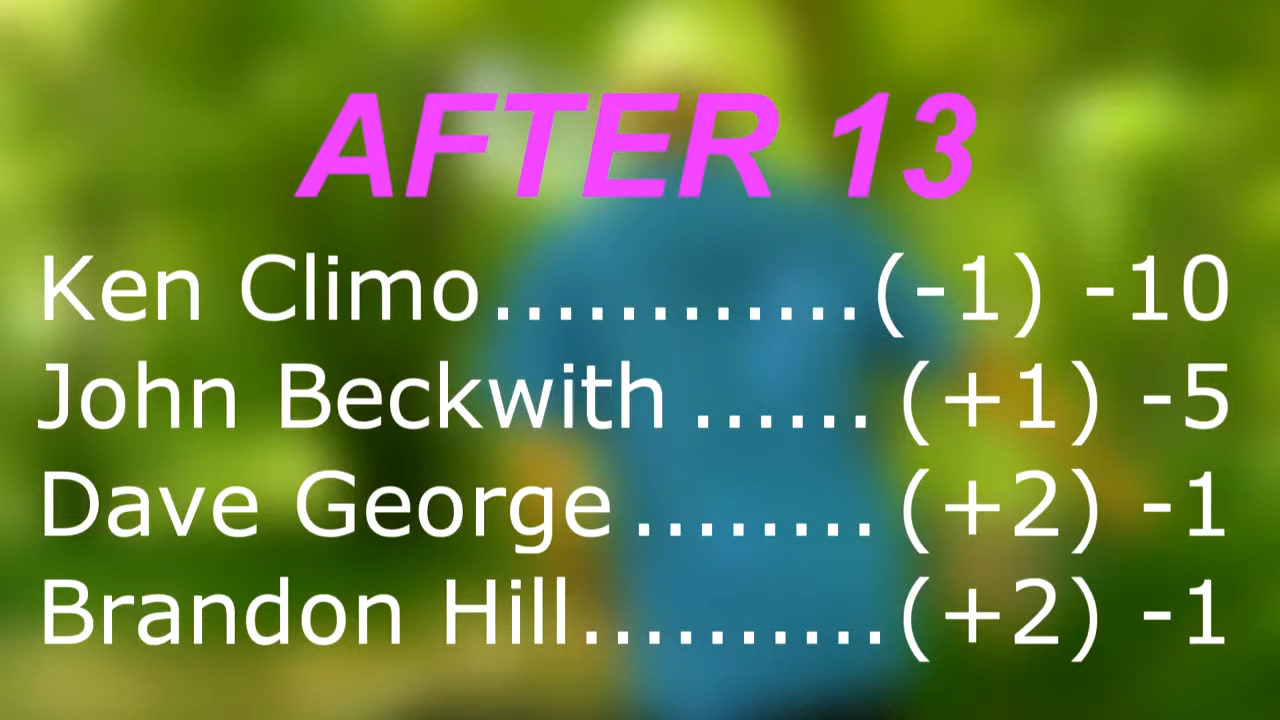 AFTER 13
Ken Climo............(-1) -10
John Beckwith ...... (+1) -5
Dave George ........ (+2) -1
Brandon Hill..........(+2) -1